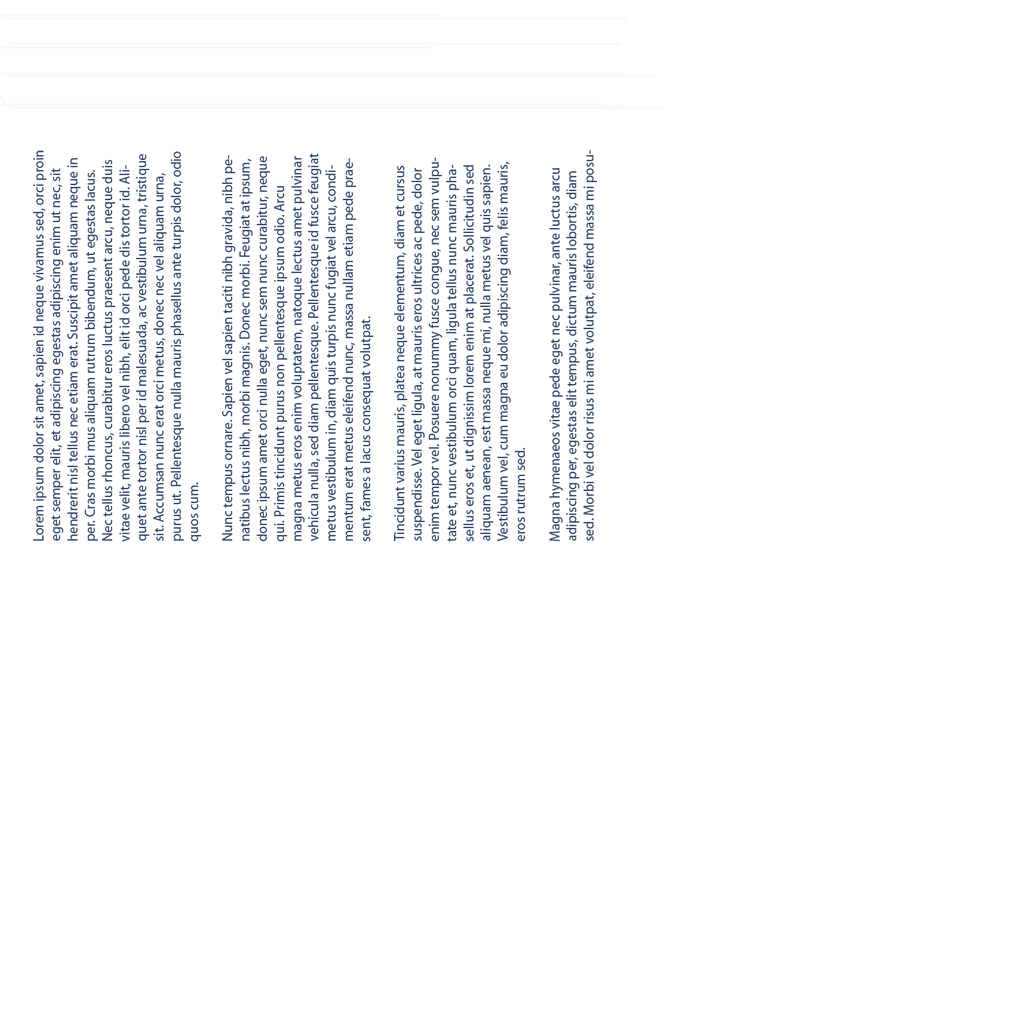 Lorem ipsum dolor sit amet, sapien id neque vivamus sed, orci proin
eget semper elit, et adipiscing egestas adipiscing enim ut nec, sit
hendrerit nisl tellus nec etiam erat. Suscipit amet aliquam neque in
per. Cras morbi mus aliquam rutrum bibendum, ut egestas lacus.
Nec tellus rhoncus, curabitur eros luctus praesent arcu, neque duis
vitae velit, mauris libero vel nibh, elit id orci pede dis tortor id. Ali-
quet ante tortor nisl per id malesuada, ac vestibulum urna, tristique
sit. Accumsan nunc erat orci metus, donec nec vel aliquam urna,
purus ut. Pellentesque nulla mauris phasellus ante turpis dolor, odio
quos cum.
Nunc tempus ornare. Sapien vel sapien taciti nibh gravida, nibh pe-
natibus lectus nibh, morbi magnis. Donec morbi. Feugiat at ipsum,
donec ipsum amet orci nulla eget, nunc sem nunc curabitur, neque
qui. Primis tincidunt purus non pellentesque ipsum odio. Arcu
magna metus eros enim voluptatem, natoque lectus amet pulvinar
vehicula nulla, sed diam pellentesque. Pellentesque id fusce feugiat
metus vestibulum in, diam quis turpis nunc fugiat vel arcu, condi-
mentum erat metus eleifend nunc, massa nullam etiam pede prae-
sent, fames a lacus consequat volutpat.
Tincidunt varius mauris, platea neque elementum, diam et cursus
suspendisse. Vel eget ligula, at mauris eros ultrices ac pede, dolor
enim tempor vel. Posuere nonummy fusce congue, nec sem vulpu-
tate et, nunc vestibulum orci quam, ligula tellus nunc mauris pha-
sellus eros et, ut dignissim lorem enim at placerat. Sollicitudin sed
aliquam aenean, est massa neque mi, nulla metus vel quis sapien.
Vestibulum vel, cum magna eu dolor adipiscing diam, felis mauris,
eros rutrum sed.
Magna hymenaeos vitae pede eget nec pulvinar, ante luctus arcu
adipiscing per, egestas elit tempus, dictum mauris lobortis, diam
sed. Morbi vel dolor risus mi amet volutpat, eleifend massa mi posu-